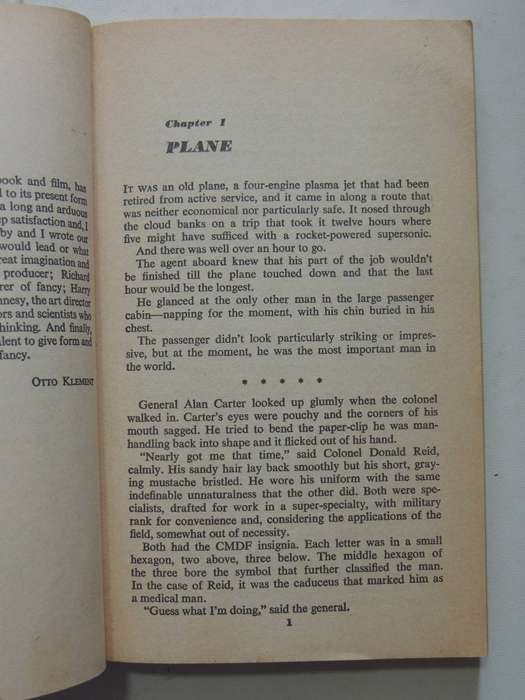 ook and film, has
to its present form
a long and arduous
p satisfaction and, I
by and I wrote our
would lead or what
reat imagination and
producer; Richard
rer of fancy; Harry
nnesy, the art director
ors and scientists who
thinking. And finally,
alent to give form and
fancy.
OTTO KLEMENT
Chapter 1
PLANE
IT WAS an old plane, a four-engine plasma jet that had been
retired from active service, and it came in along a route that
was neither economical nor particularly safe. It nosed through
the cloud banks on a trip that took it twelve hours where
five might have sufficed with a rocket-powered supersonic.
And there was well over an hour to go.
The agent aboard knew that his part of the job wouldn't
be finished till the plane touched down and that the last
hour would be the longest.
He glanced at the only other man in the large passenger
cabin—napping for the moment, with his chin buried in his
chest.
The passenger didn't look particularly striking or impres-
sive, but at the moment, he was the most important man in
the world.
* * * * *
General Alan Carter looked up glumly when the colonel
walked in. Carter's eyes were pouchy and the corners of his
mouth sagged. He tried to bend the paper-clip he was man-
handling back into shape and it flicked out of his hand.
"Nearly got me that time," said Colonel Donald Reid,
calmly. His sandy hair lay back smoothly but his short, gray-
ing mustache bristled. He wore his uniform with the same
indefinable unnaturalness that the other did. Both were spe-
cialists, drafted for work in a super-specialty, with military
rank for convenience and, considering the applications of the
field, somewhat out of necessity.
Both had the CMDF insignia. Each letter was in a small
hexagon, two above, three below. The middle hexagon of
the three bore the symbol that further classified the man.
In the case of Reid, it was the caduceus that marked him as
a medical man.
"Guess what I'm doing," said the general.
1